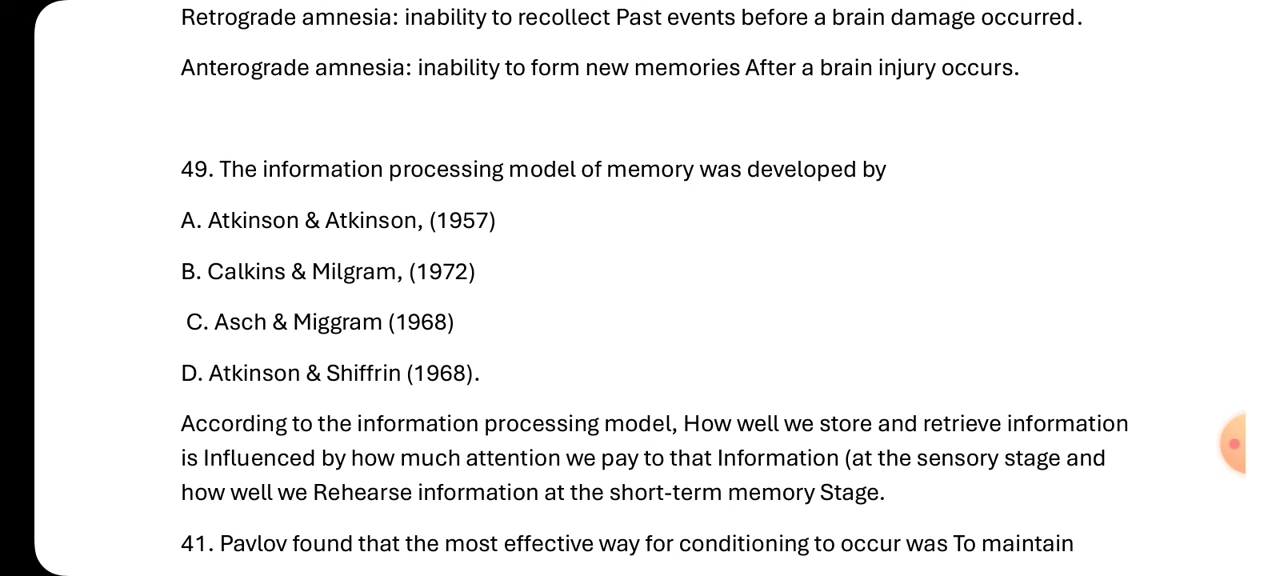 Retrograde amnesia: inability to recollect Past events before a brain damage occurred.
Anterograde amnesia: inability to form new memories After a brain injury occurs.
49. The information processing model of memory was developed by
A. Atkinson & Atkinson, (1957)
B. Calkins & Milgram, (1972)
C. Asch & Miggram (1968)
D. Atkinson & Shiffrin (1968).
According to the information processing model, How well we store and retrieve information
is Influenced by how much attention we pay to that Information (at the sensory stage and
how well we Rehearse information at the short-term memory Stage.
41. Pavlov found that the most effective way for conditioning to occur was To maintain